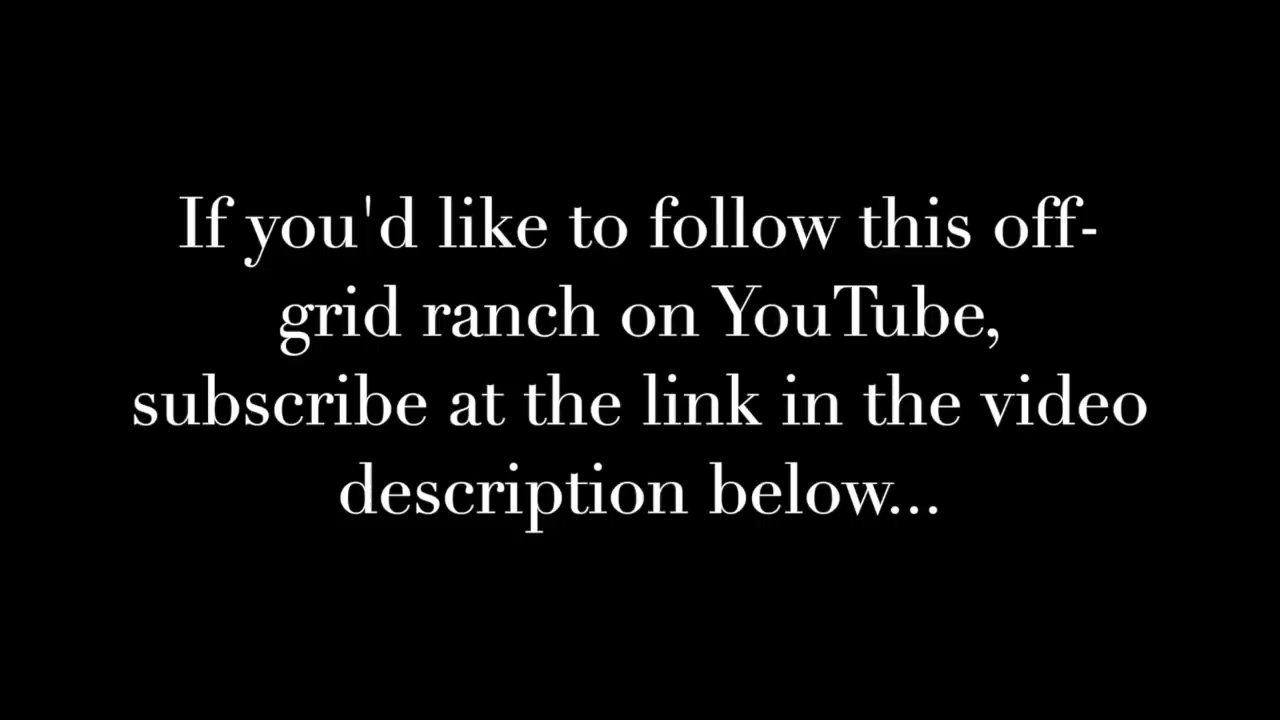 If you'd like to follow this off-
grid ranch on YouTube,
subscribe at the link in the video
description below...